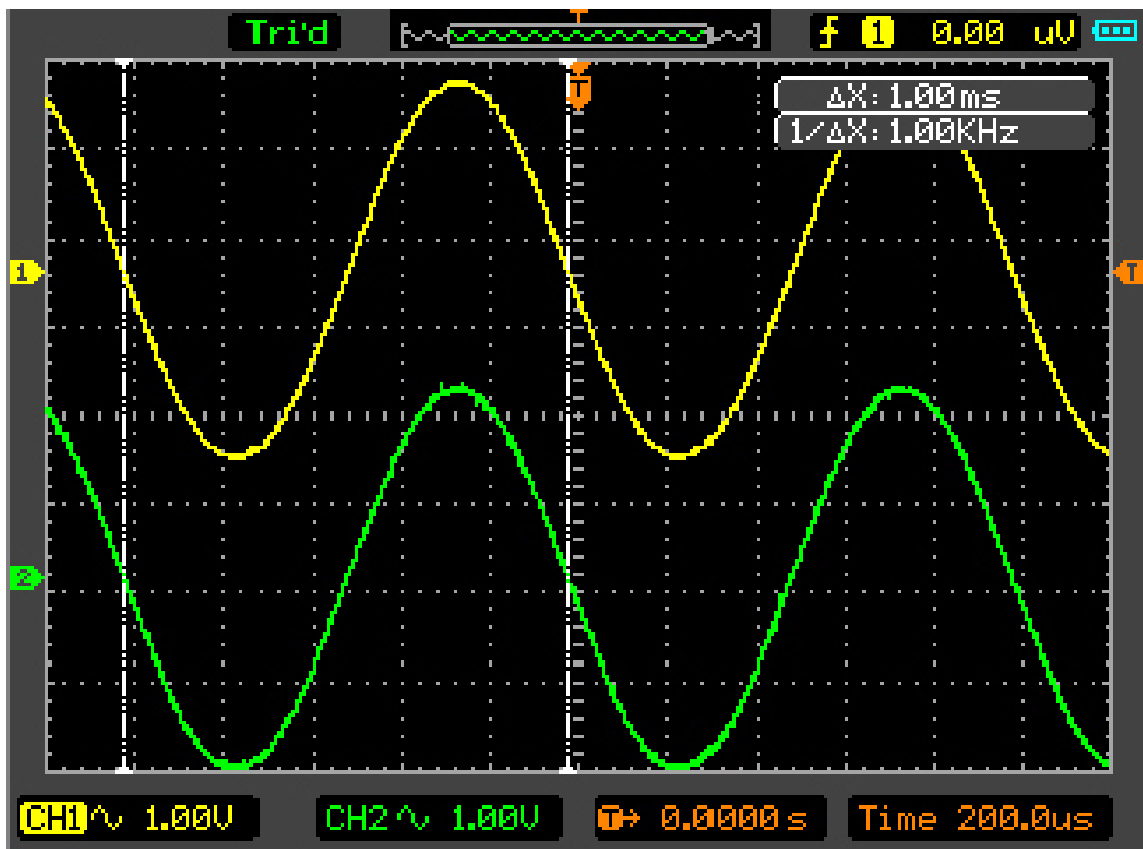 Tri'd
T
1 0.00 uV
T
ΔX: 1.00ms
1/ΔX: 1.00KHz
1
T
2
CH1 1.00V CH2 1.00V T 0.0000 s Time 200.0us